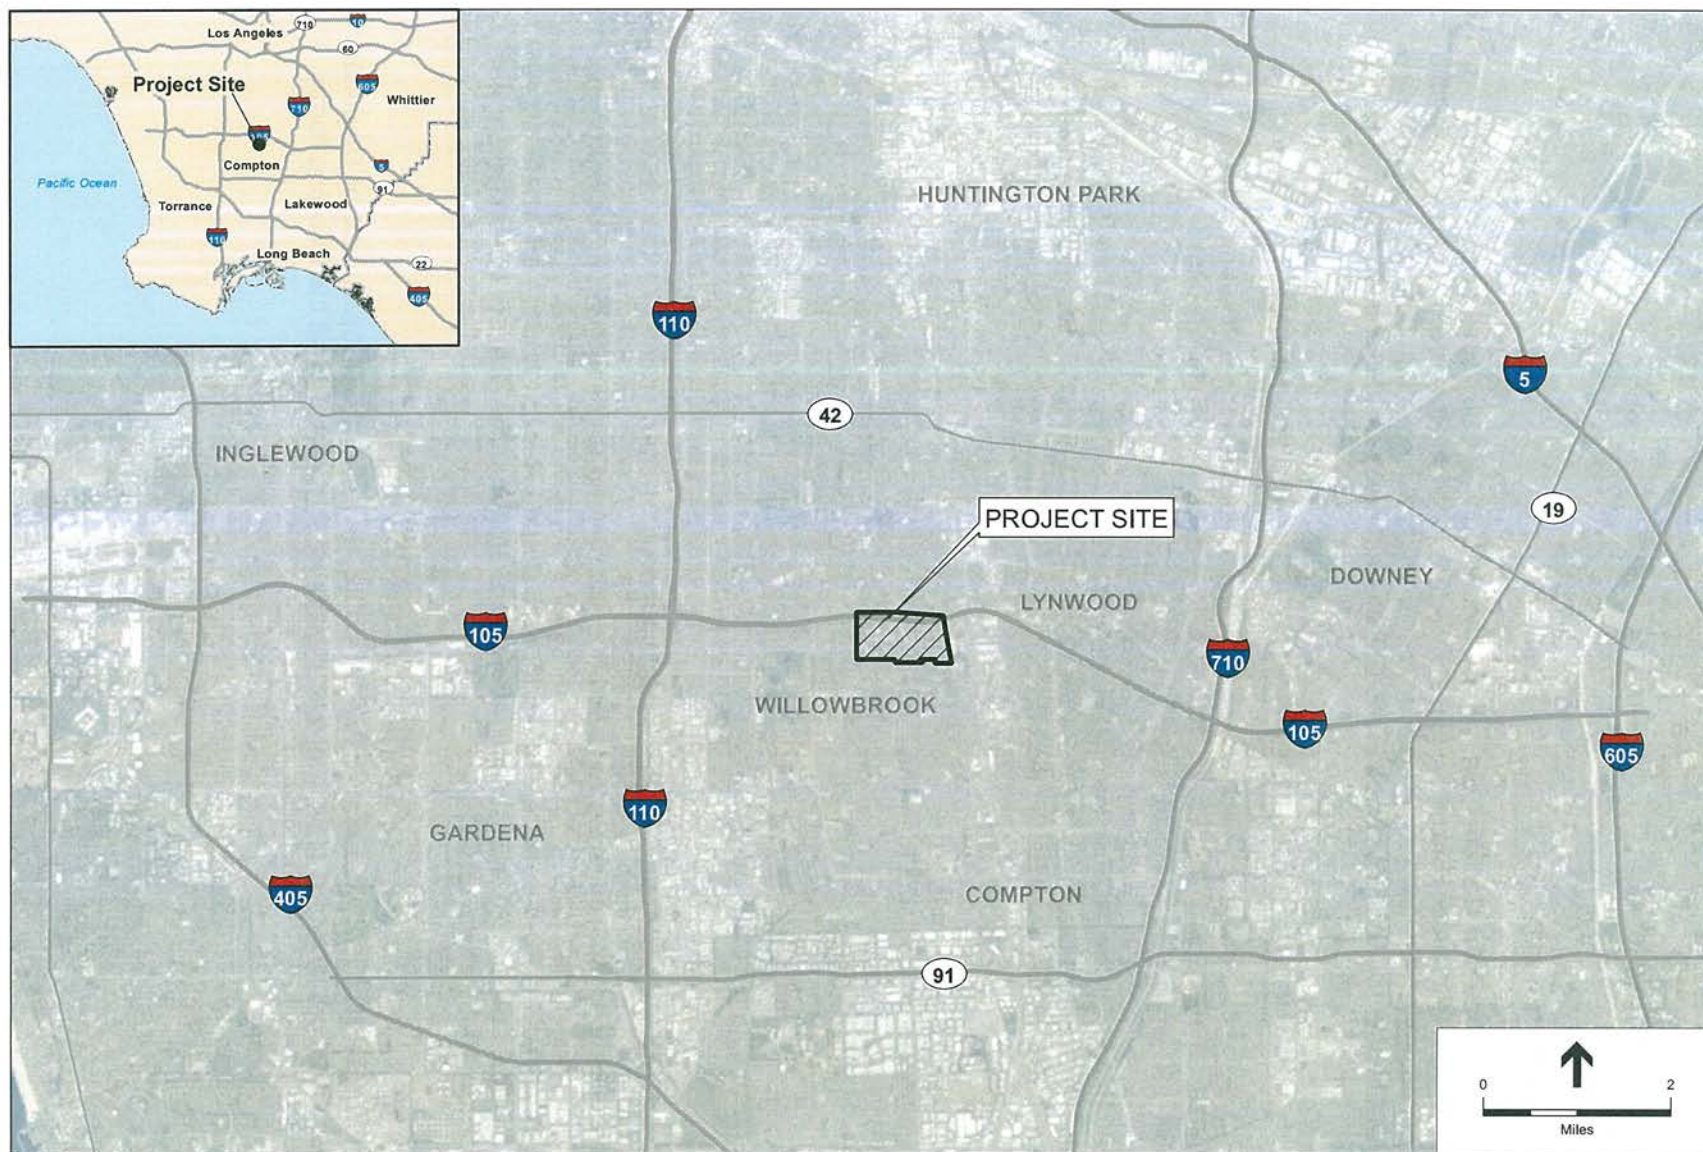 Los Angeles
710
10
60
Project Site
605
Whittier
710
105
Compton
5
91
Pacific Ocean
Torrance
Lakewood
110
Long Beach
22
405
HUNTINGTON PARK
110
5
42
INGLEWOOD
19
PROJECT SITE
DOWNEY
LYNWOOD
105
710
WILLOWBROOK
105
605
110
GARDENA
405
COMPTON
91
0 2
Miles